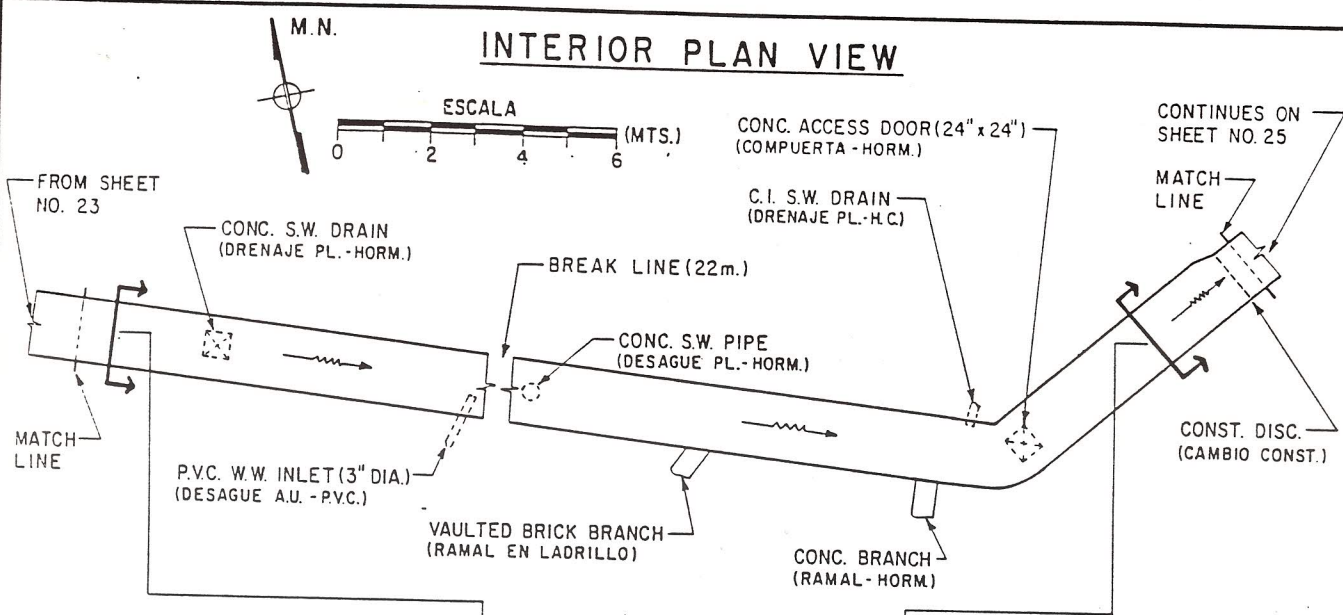 M.N.
INTERIOR PLAN VIEW
ESCALA
(MTS.)
0 2 4 6
CONC. ACCESS DOOR (24" x 24")
(COMPUERTA - HORM.)
CONTINUES ON
SHEET NO. 25
MATCH
LINE
FROM SHEET
NO. 23
CONC. S.W. DRAIN
(DRENAJE PL.-HORM.)
C.I. S.W. DRAIN
(DRENAJE PL.-H.C.)
BREAK LINE (22m.)
CONC. S.W. PIPE
(DESAGUE PL.-HORM.)
MATCH
LINE
P.V.C. W.W. INLET (3" DIA.)
(DESAGUE A.U. - P.V.C.)
VAULTED BRICK BRANCH
(RAMAL EN LADRILLO)
CONC. BRANCH
(RAMAL-HORM.)
CONST. DISC.
(CAMBIO CONST.)